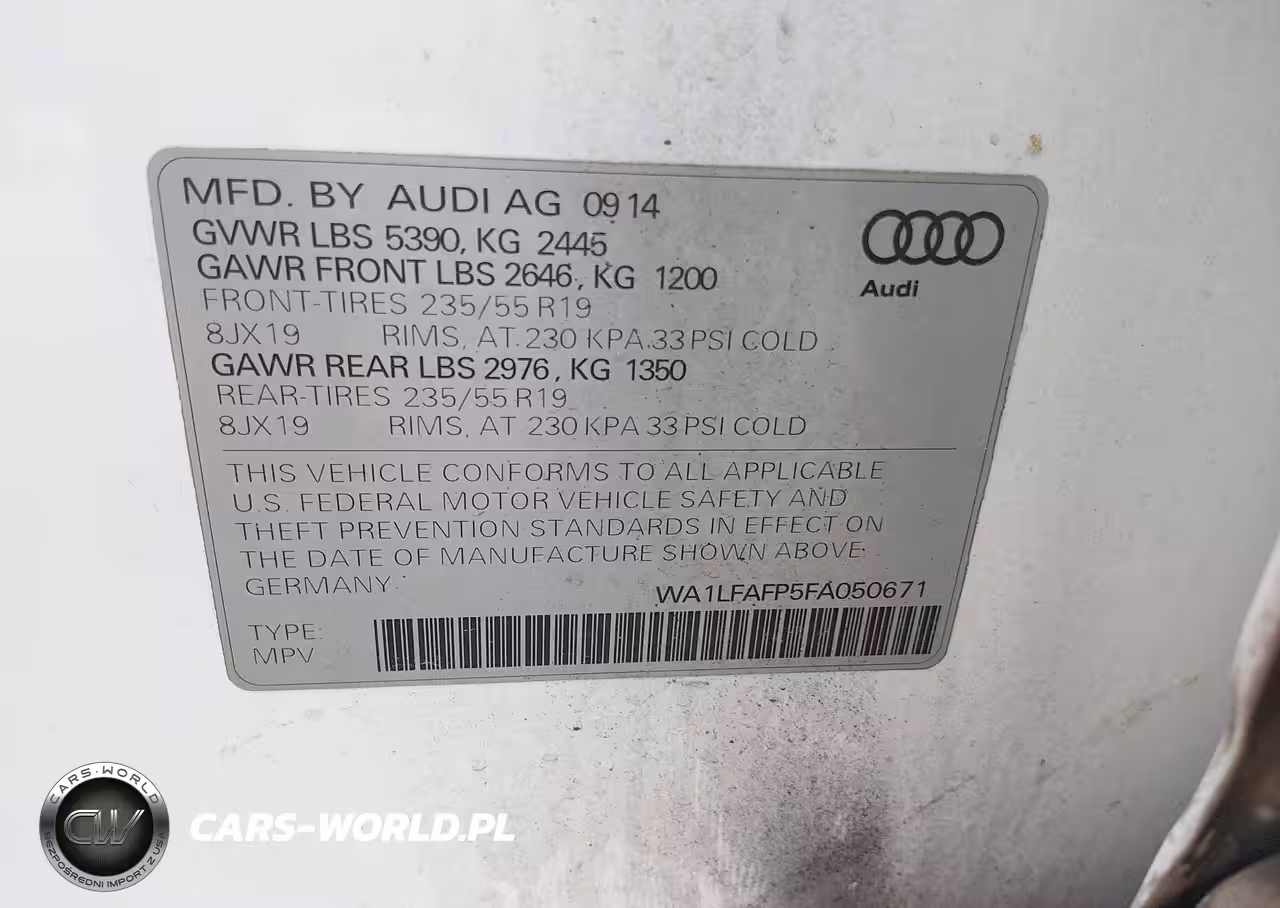 MFD. BY AUDI AG 09 14
GVWR LBS 5390, KG 2445
GAWR FRONT LBS 2646, KG 1200
FRONT-TIRES 235/55 R19
8JX19 RIMS, AT 230 KPA 33 PSI COLD
GAWR REAR LBS 2976, KG 1350
REAR-TIRES 235/55 R19
8JX19 RIMS, AT 230 KPA 33 PSI COLD
Audi
THIS VEHICLE CONFORMS TO ALL APPLICABLE
U.S. FEDERAL MOTOR VEHICLE SAFETY AND
THEFT PREVENTION STANDARDS IN EFFECT ON
THE DATE OF MANUFACTURE SHOWN ABOVE.
GERMANY
WA1LFAFP5FA050671
TYPE:
MPV
CARS-WORLD
CW
BEZPOŚREDNI IMPORT Z USA
CARS-WORLD.PL